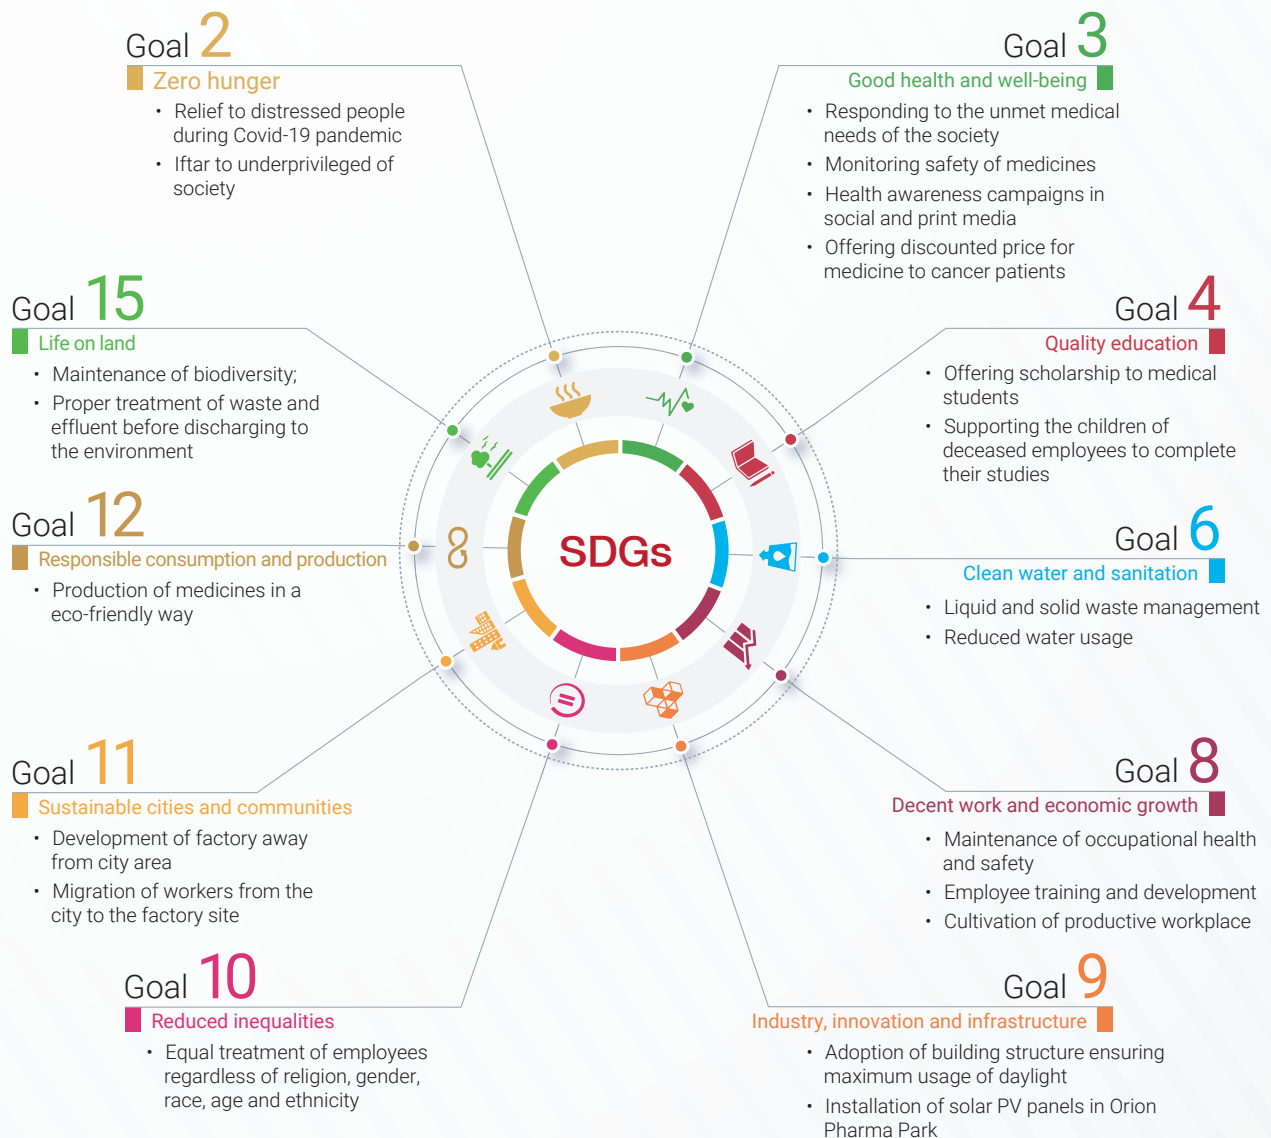 Goal 2
Zero hunger
• Relief to distressed people
during Covid-19 pandemic
• Iftar to underprivileged of
society
Goal 3
Good health and well-being
• Responding to the unmet medical
needs of the society
• Monitoring safety of medicines
• Health awareness campaigns in
social and print media
• Offering discounted price for
medicine to cancer patients
Goal 15
Life on land
• Maintenance of biodiversity;
• Proper treatment of waste and
effluent before discharging to
the environment
Goal 4
Quality education
• Offering scholarship to medical
students
• Supporting the children of
deceased employees to complete
their studies
Goal 12
Responsible consumption and production
• Production of medicines in a
eco-friendly way
SDGs
Goal 6
Clean water and sanitation
• Liquid and solid waste management
• Reduced water usage
Goal 11
Sustainable cities and communities
• Development of factory away
from city area
• Migration of workers from the
city to the factory site
Goal 8
Decent work and economic growth
• Maintenance of occupational health
and safety
• Employee training and development
• Cultivation of productive workplace
Goal 10
Reduced inequalities
• Equal treatment of employees
regardless of religion, gender,
race, age and ethnicity
Goal 9
Industry, innovation and infrastructure
• Adoption of building structure ensuring
maximum usage of daylight
• Installation of solar PV panels in Orion
Pharma Park